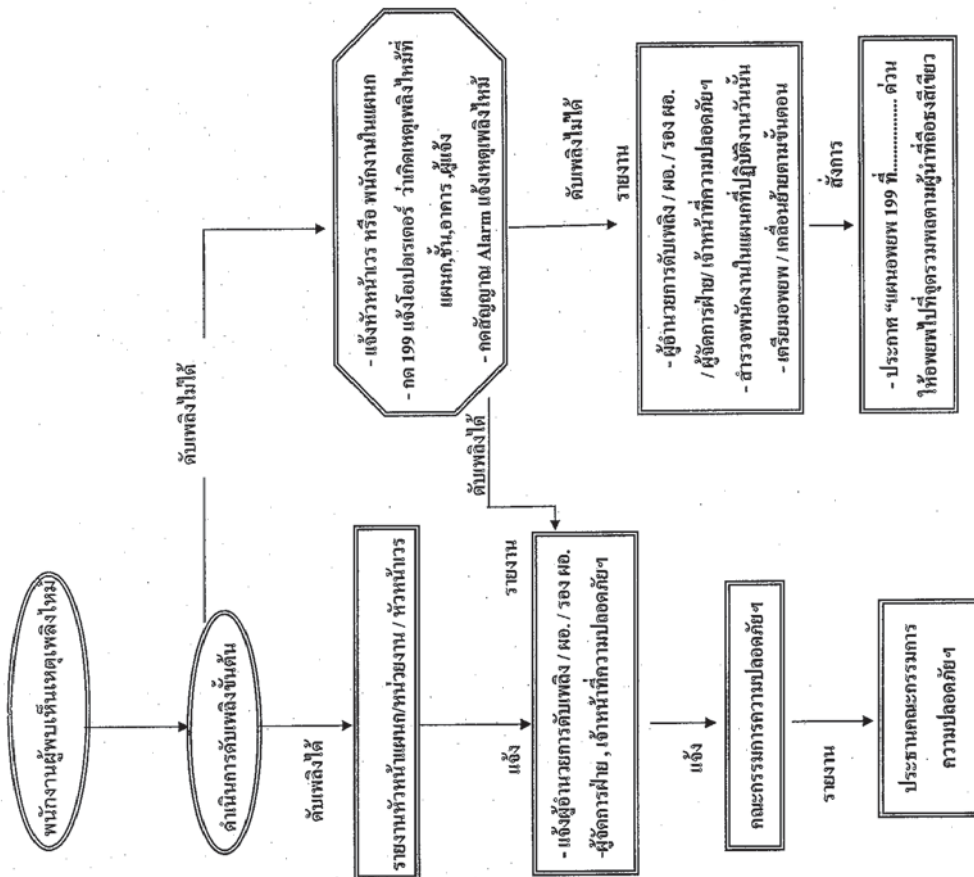 พนักงานผู้พบเห็นเหตุเพลิงไหม้
ดำเนินการดับเพลิงขั้นต้น
ดับเพลิงไม่ได้
ดับเพลิงได้
รายงานหัวหน้าแผนก/หน่วยงาน / หัวหน้าเวร
- แจ้งหัวหน้าเวร หรือ พนักงานในแผนก
- กด 199 แจ้งโอเปอเรเตอร์ ว่าเกิดเหตุเพลิงไหม้ที่
แผนก,ชั้น,อาคาร ,ผู้แจ้ง
- กดสัญญาณ Alarm แจ้งเหตุเพลิงไหม้
แจ้ง
รายงาน
ดับเพลิงได้
ดับเพลิงไม่ได้
รายงาน
- แจ้งผู้อำนวยการดับเพลิง / ผอ. / รอง ผอ.
-ผู้จัดการฝ่าย , เจ้าหน้าที่ความปลอดภัยฯ
- ผู้อำนวยการดับเพลิง / ผอ. / รอง ผอ.
/ ผู้จัดการฝ่าย/ เจ้าหน้าที่ความปลอดภัยฯ
- สำรวจพนักงานในแผนกที่ปฏิบัติงานวันนั้น
- เตรียมอพยพ / เคลื่อนย้ายตามขั้นตอน
แจ้ง
สั่งการ
คณะกรรมการความปลอดภัยฯ
- ประกาศ “แผนอพยพ 199 ที่................... ด่วน
ให้อพยพไปที่จุดรวมพลตามผู้นำที่ถือธงสีเขียว
รายงาน
ประธานคณะกรรมการ
ความปลอดภัยฯ